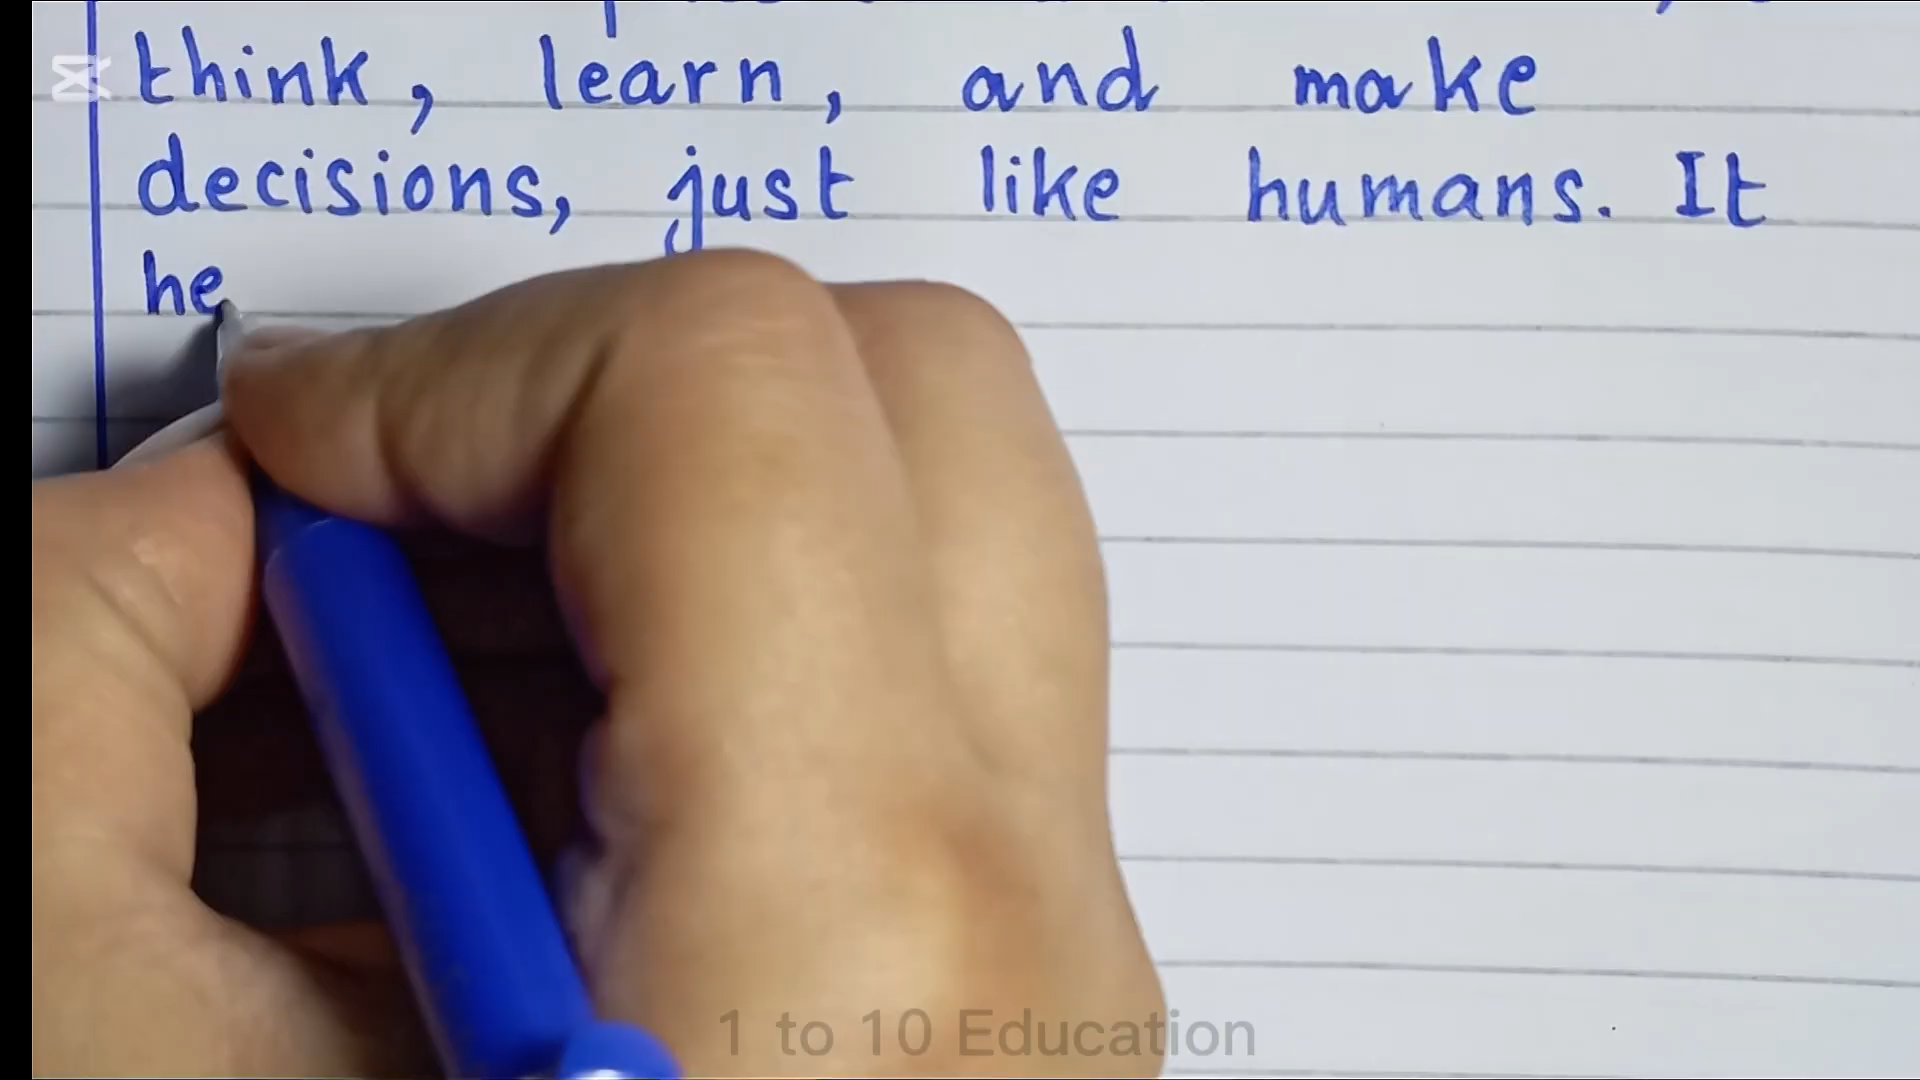 think, learn, and make
decisions, just like humans. It
he
1 to 10 Education